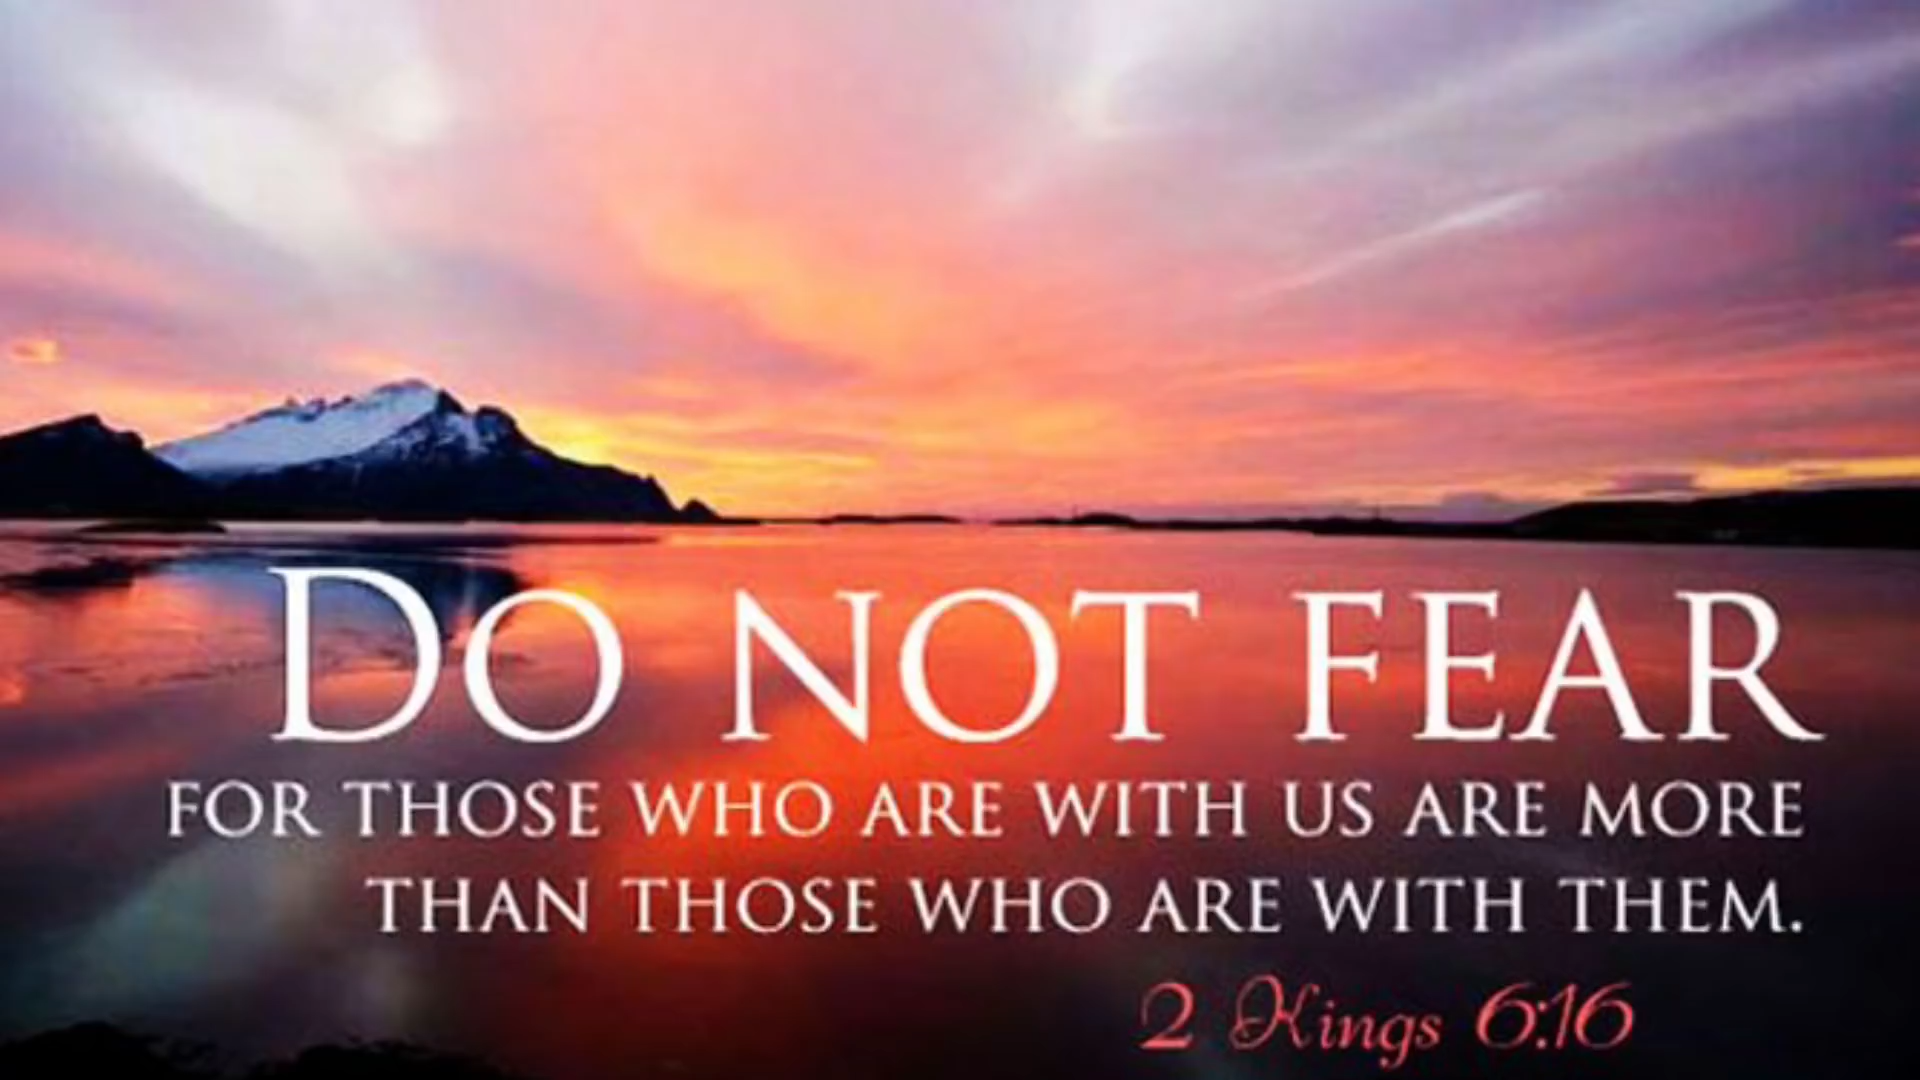 DO NOT FEAR
FOR THOSE WHO ARE WITH US ARE MORE
THAN THOSE WHO ARE WITH THEM.
2 Kings 6:16